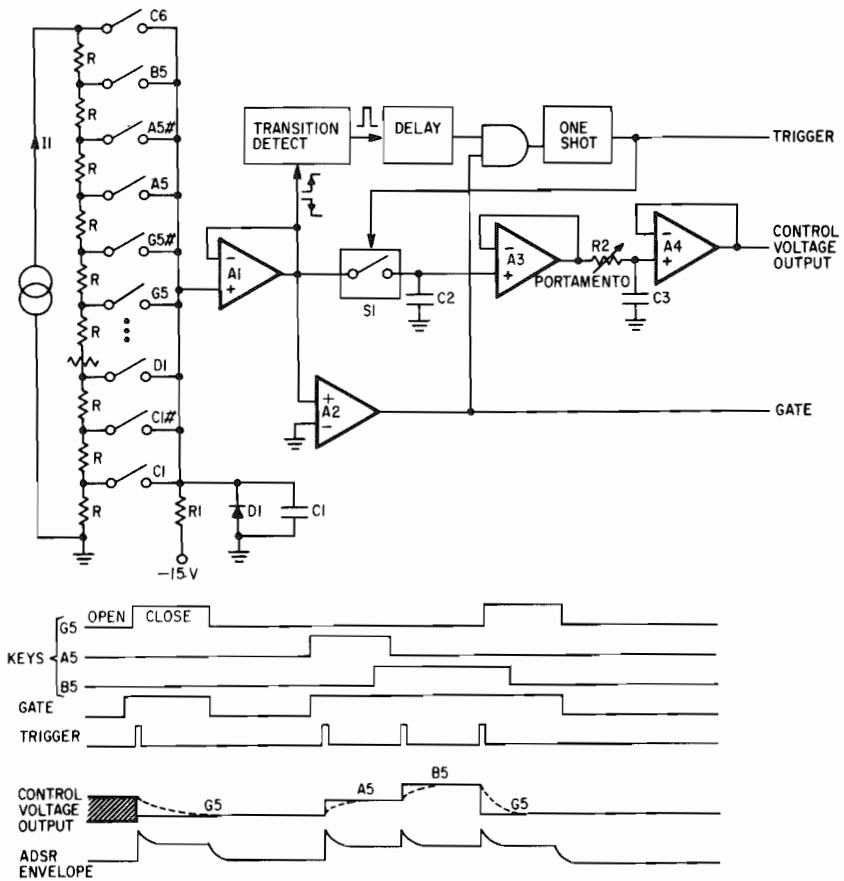 C6
R
B5
R
A5#
R
A5
R
G5#
R
G5
R
D1
R
C1#
R
C1
R
I1
R1
-15 V
D1
C1
TRANSITION DETECT
DELAY
ONE SHOT
TRIGGER
A1
S1
C2
A3
R2
PORTAMENTO
A4
C3
CONTROL VOLTAGE OUTPUT
A2
GATE
KEYS
G5 OPEN CLOSE
A5
B5
GATE
TRIGGER
CONTROL VOLTAGE OUTPUT
G5
A5
B5
G5
ADSR ENVELOPE